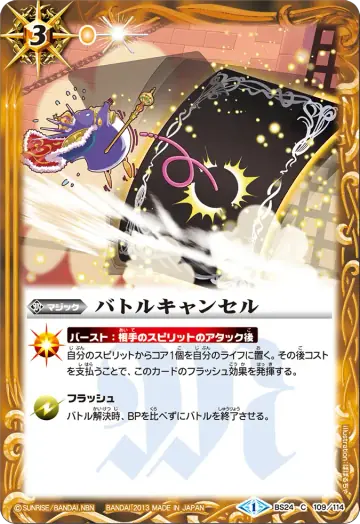 3
マジック バトルキャンセル
バースト：相手のスピリットのアタック後
自分のスピリットからコア1個を自分のライフに置く。その後コスト
を支払うことで、このカードのフラッシュ効果を発揮する。
フラッシュ
バトル解決時、BPを比べずにバトルを終了させる。
©SUNRISE/BANDAI,NBN BANDAI 2013 MADE IN JAPAN 1 BS24 C 109/114